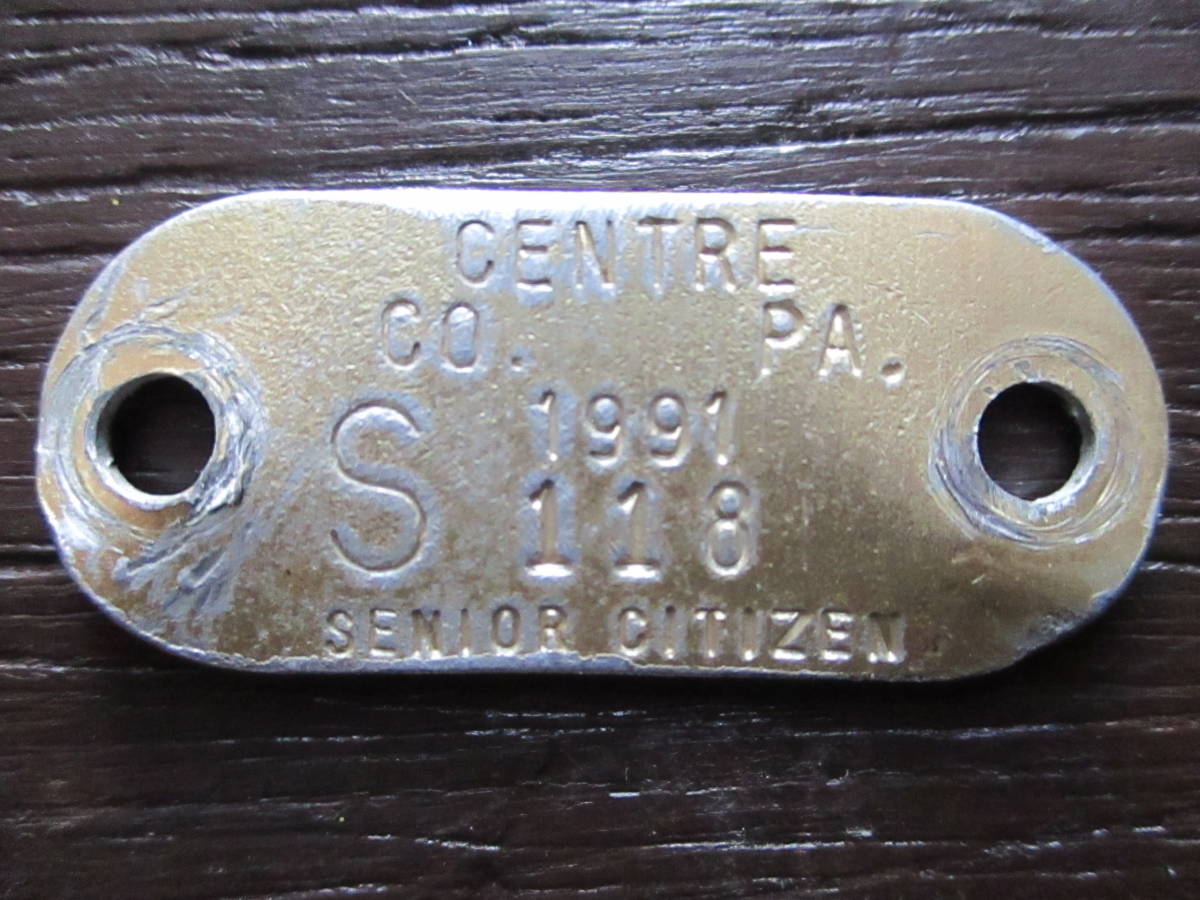 CENTRE
CO. PA.
1991
S 118
SENIOR CITIZEN